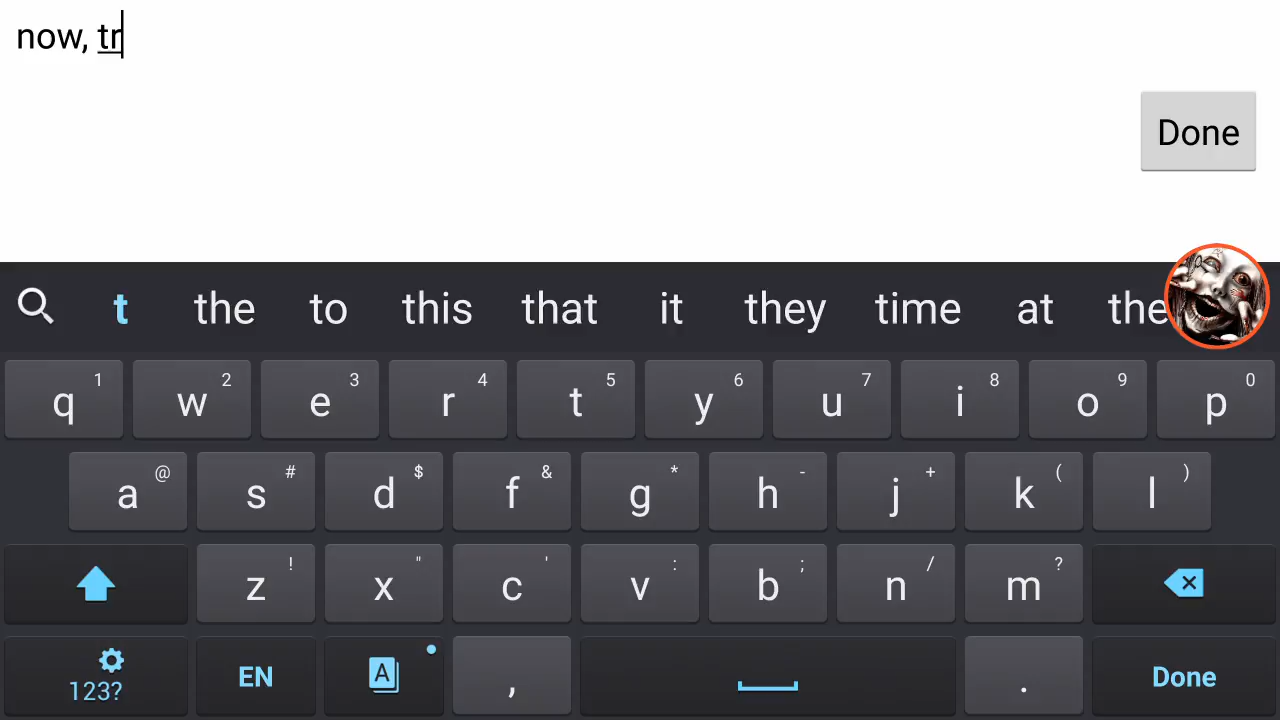 now, tr
Done
t the to this that it they time at the
q 1 w 2 e 3 r 4 t 5 y 6 u 7 i 8 o 9 p 0
a @ s # d $ f & g * h - j + k ( l )
z ! x " c ' v : b ; n / m ?
123? EN A , . Done